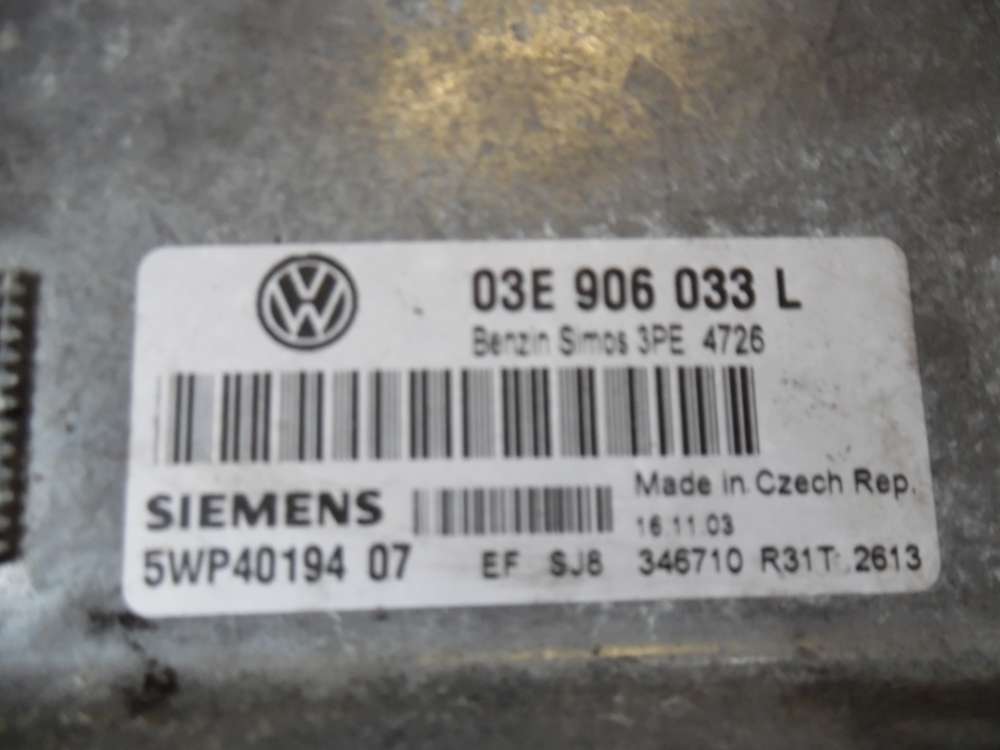 03E 906 033 L
Benzin Simos 3PE 4726
SIEMENS
Made in Czech Rep.
16.11.03
5WP40194 07 EF SJ8 346710 R31T 2613